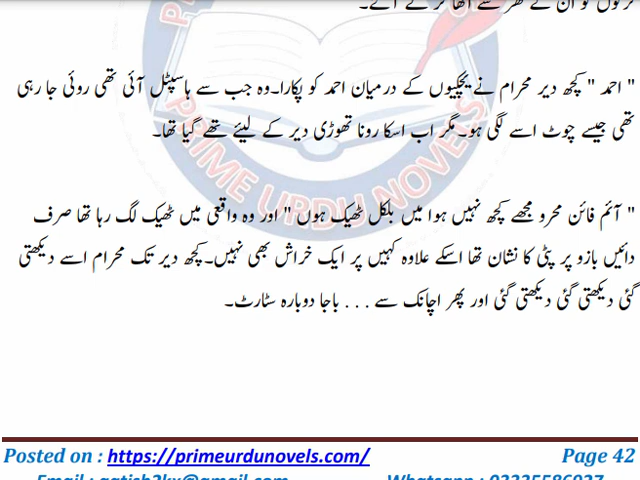 " احمد " کچھ دیر محرام نے ہچکیوں کے درمیان احمد کو پکارا۔وہ جب سے ہاسپٹل آئی تھی روئی جا رہی
تھی جیسے چوٹ اسے لگی ہو۔مگر اب اسکا رونا تھوڑی دیر کے لیئے تھمے گیا تھا۔
" آئم فائن محرو مجھے کچھ نہیں ہوا میں بلکل ٹھیک ہوں " اور وہ واقعی میں ٹھیک لگ رہا تھا صرف
دائیں بازو پر پٹی کا نشان تھا اسکے علاوہ کہیں پر ایک خراش بھی نہیں۔کچھ دیر تک محرام اسے دیکھتی
گئی دیکھتی گئی دیکھتی گئی اور پھر اچانک سے ... باجا دوبارہ سٹارٹ۔
PRIME URDU NOVELS
Posted on : https://primeurdunovels.com/ Page 42